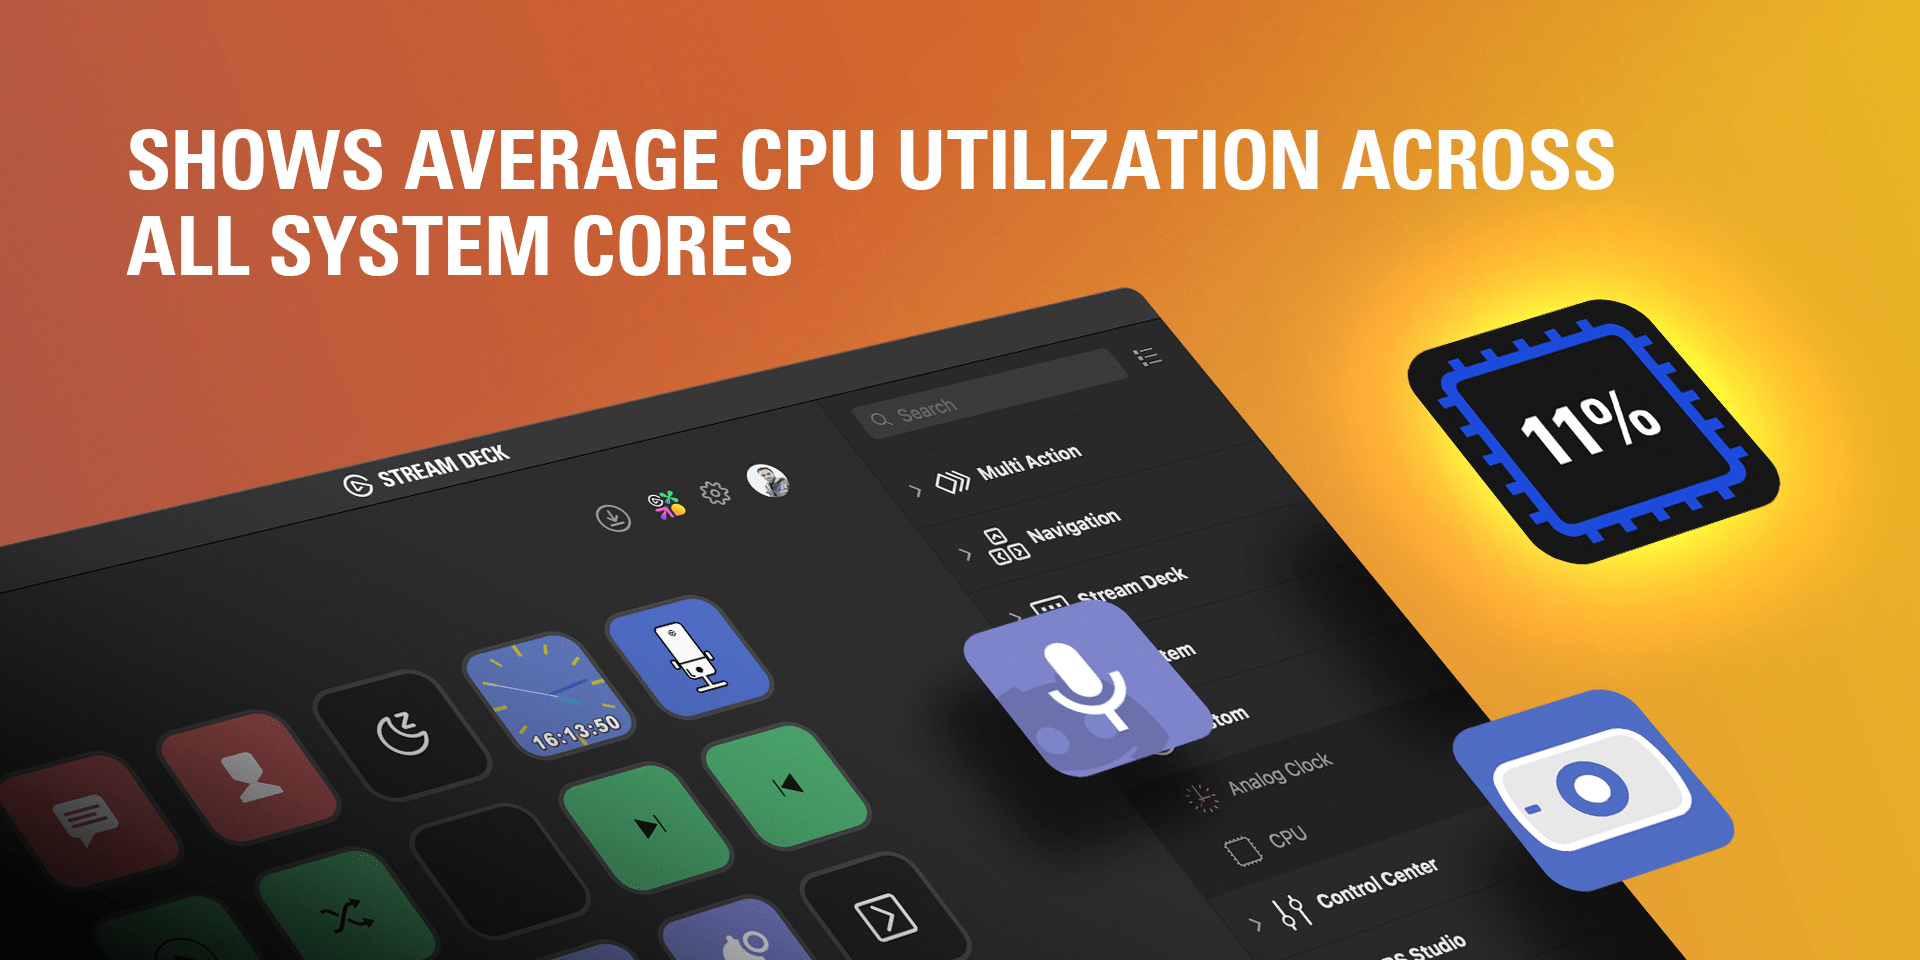 SHOWS AVERAGE CPU UTILIZATION ACROSS
ALL SYSTEM CORES
11%
STREAM DECK
Search
Multi Action
Navigation
Stream Deck
16:13:50
Analog Clock
CPU
Control Center
Studio